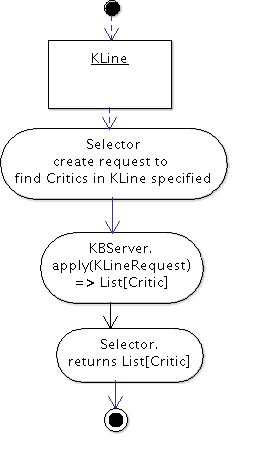 KLine
Selector
create request to
find Critics in KLine specified
KBServer.
apply(KLineRequest)
=> List[Critic]
Selector.
returns List[Critic]